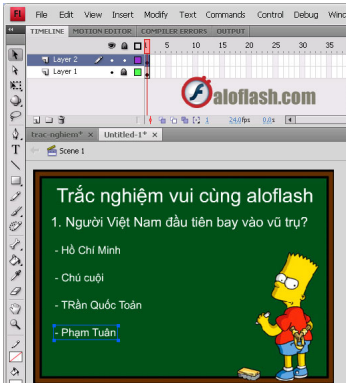 FL File Edit View Insert Modify Text Commands Control Debug Wind
TIMELINE MOTION EDITOR COMPILER ERRORS OUTPUT
1 5 10 15 20 25 30 35
Layer 2
Layer 1
aloflash.com
1 24.0fps 0.0s
trac-nghiem* × Untitled-1* ×
Scene 1
Trắc nghiệm vui cùng aloflash
1. Người Việt Nam đầu tiên bay vào vũ trụ?
- Hồ Chí Minh
- Chú cuội
- TRần Quốc Toản
- Phạm Tuân